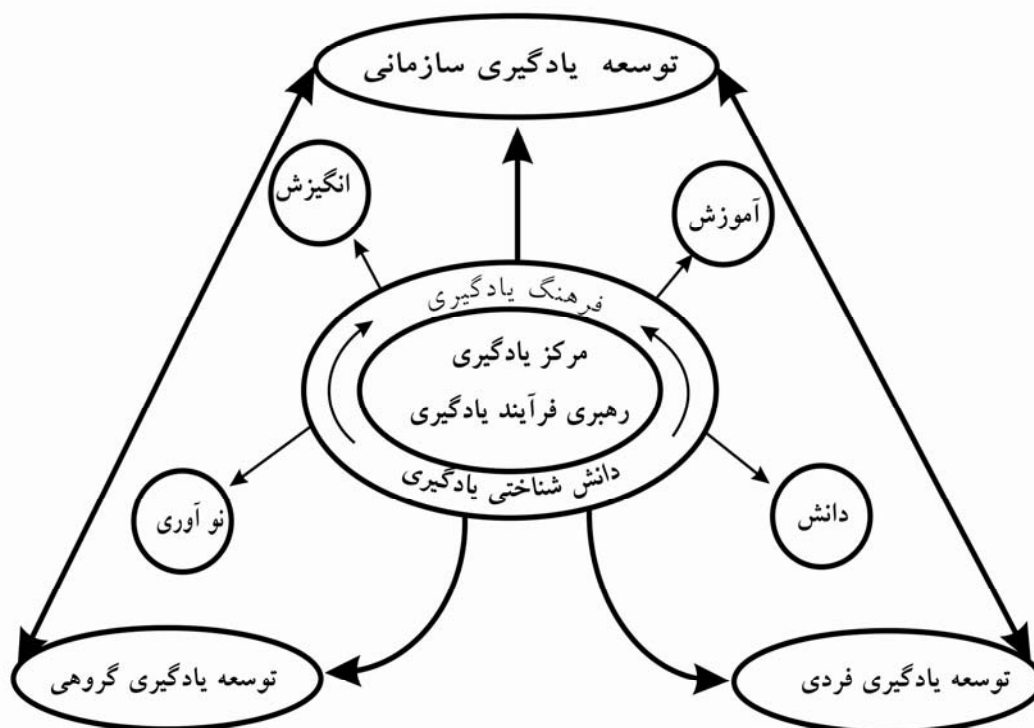 توسعه یادگیری سازمانی
انگیزش
آموزش
فرهنگ یادگیری
مرکز یادگیری
رهبری فرآیند یادگیری
دانش شناختی یادگیری
نو آوری
دانش
توسعه یادگیری گروهی
توسعه یادگیری فردی